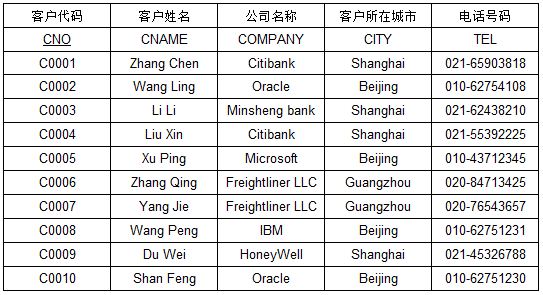 客户代码 客户姓名 公司名称 客户所在城市 电话号码
CNO CNAME COMPANY CITY TEL
C0001 Zhang Chen Citibank Shanghai 021-65903818
C0002 Wang Ling Oracle Beijing 010-62754108
C0003 Li Li Minsheng bank Shanghai 021-62438210
C0004 Liu Xin Citibank Shanghai 021-55392225
C0005 Xu Ping Microsoft Beijing 010-43712345
C0006 Zhang Qing Freightliner LLC Guangzhou 020-84713425
C0007 Yang Jie Freightliner LLC Guangzhou 020-76543657
C0008 Wang Peng IBM Beijing 010-62751231
C0009 Du Wei HoneyWell Shanghai 021-45326788
C0010 Shan Feng Oracle Beijing 010-62751230